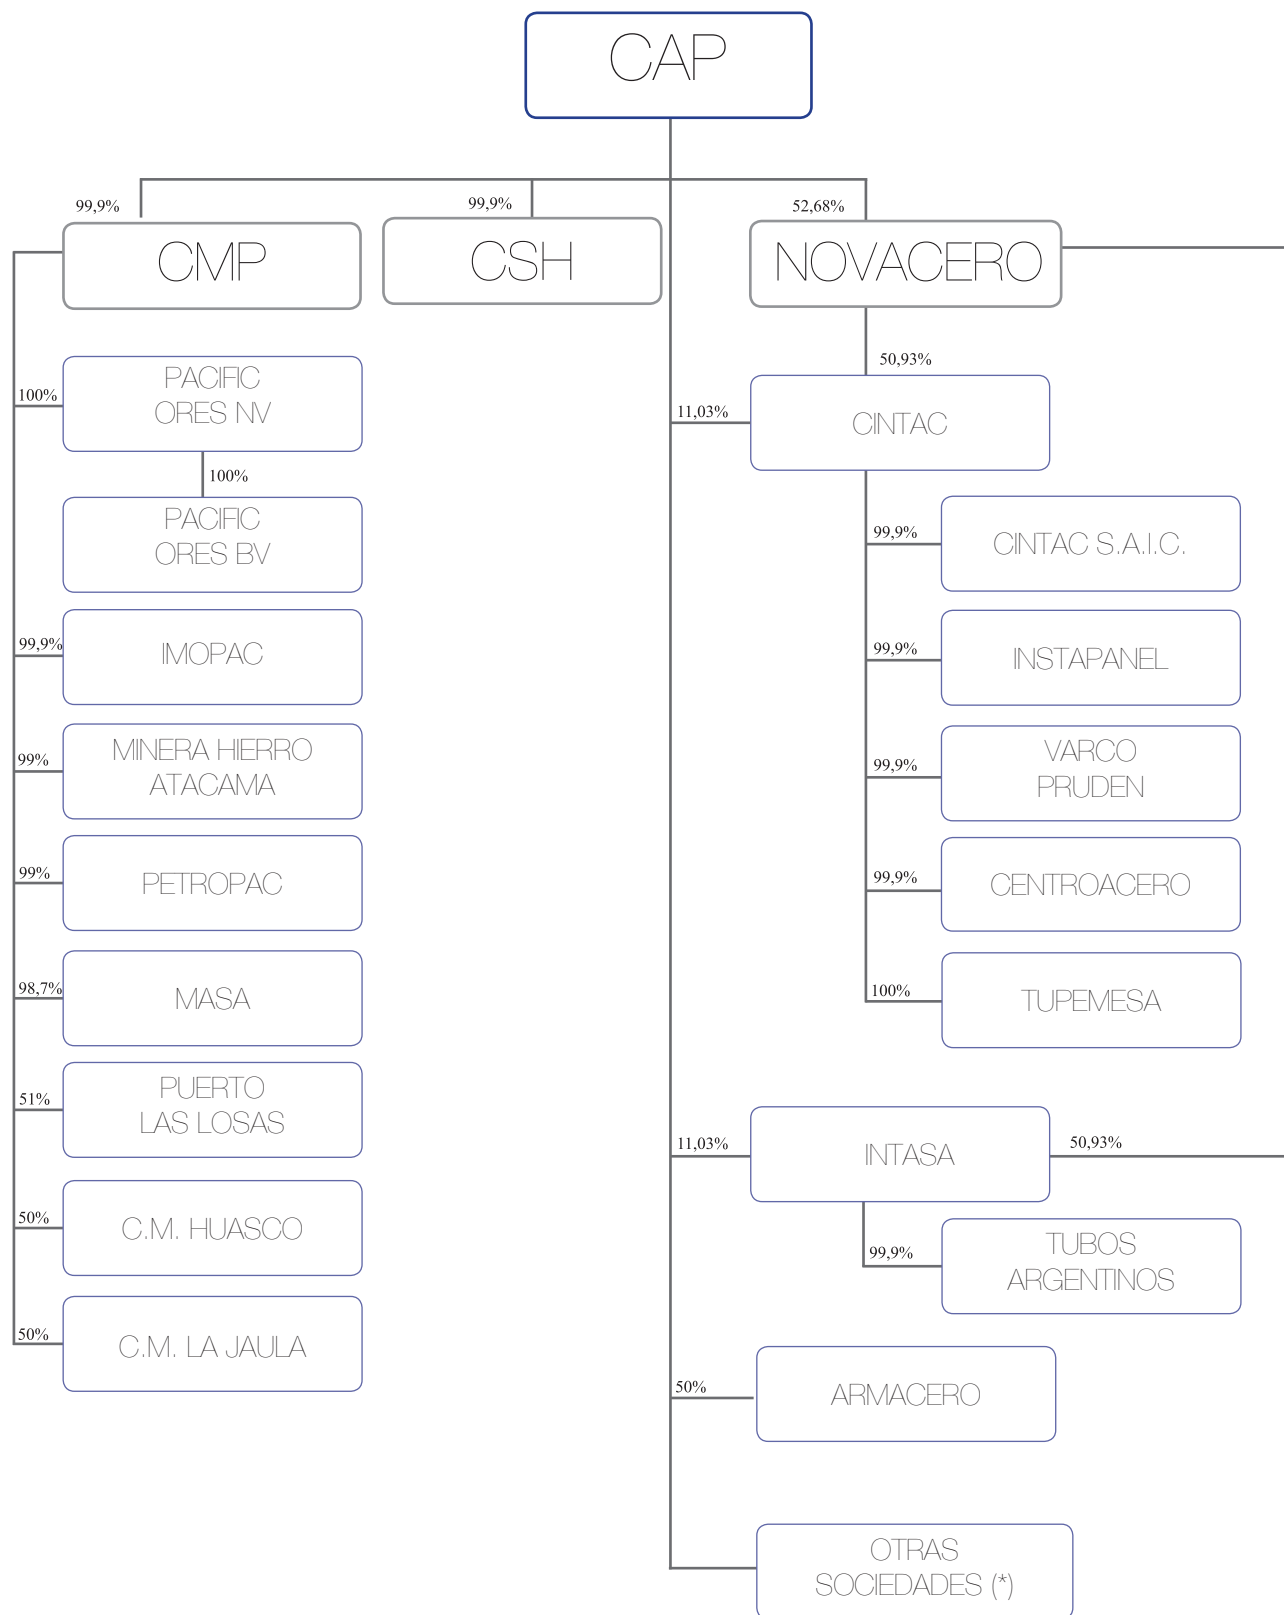 CAP
99,9%
99,9%
52,68%
CMP
CSH
NOVACERO
100%
PACIFIC
ORES NV
100%
PACIFIC
ORES BV
99,9%
IMOPAC
99%
MINERA HIERRO
ATACAMA
99%
PETROPAC
98,7%
MASA
51%
PUERTO
LAS LOSAS
50%
C.M. HUASCO
50%
C.M. LA JAULA
50,93%
11,03%
CINTAC
99,9%
CINTAC S.A.I.C.
99,9%
INSTAPANEL
99,9%
VARCO
PRUDEN
99,9%
CENTROACERO
100%
TUPEMESA
11,03%
INTASA
50,93%
99,9%
TUBOS
ARGENTINOS
50%
ARMACERO
OTRAS
SOCIEDADES (*)